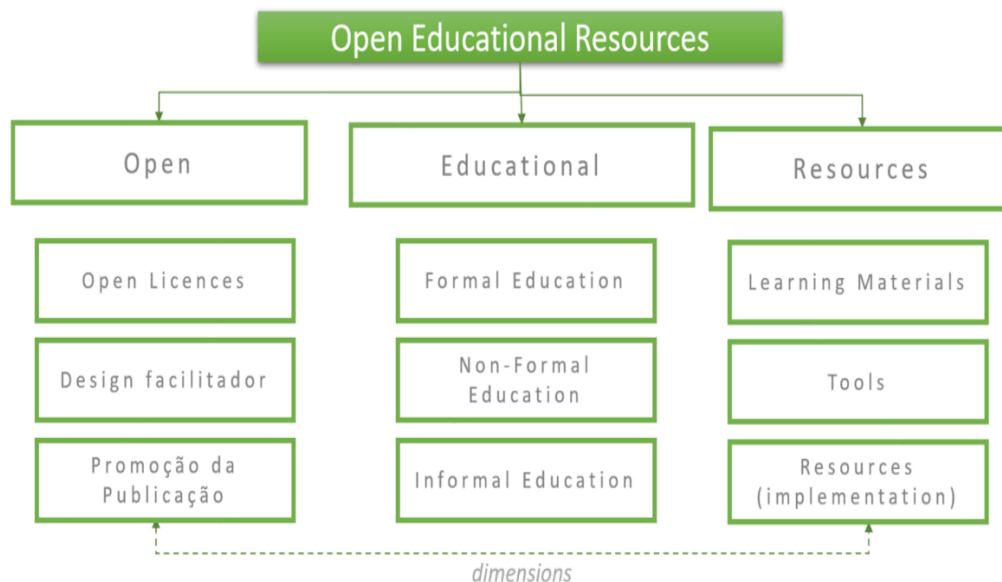 Open Educational Resources
Open
Educational
Resources
Open Licences
Formal Education
Learning Materials
Design facilitador
Non-Formal
Education
Tools
Promoção da
Publicação
Informal Education
Resources
(implementation)
dimensions